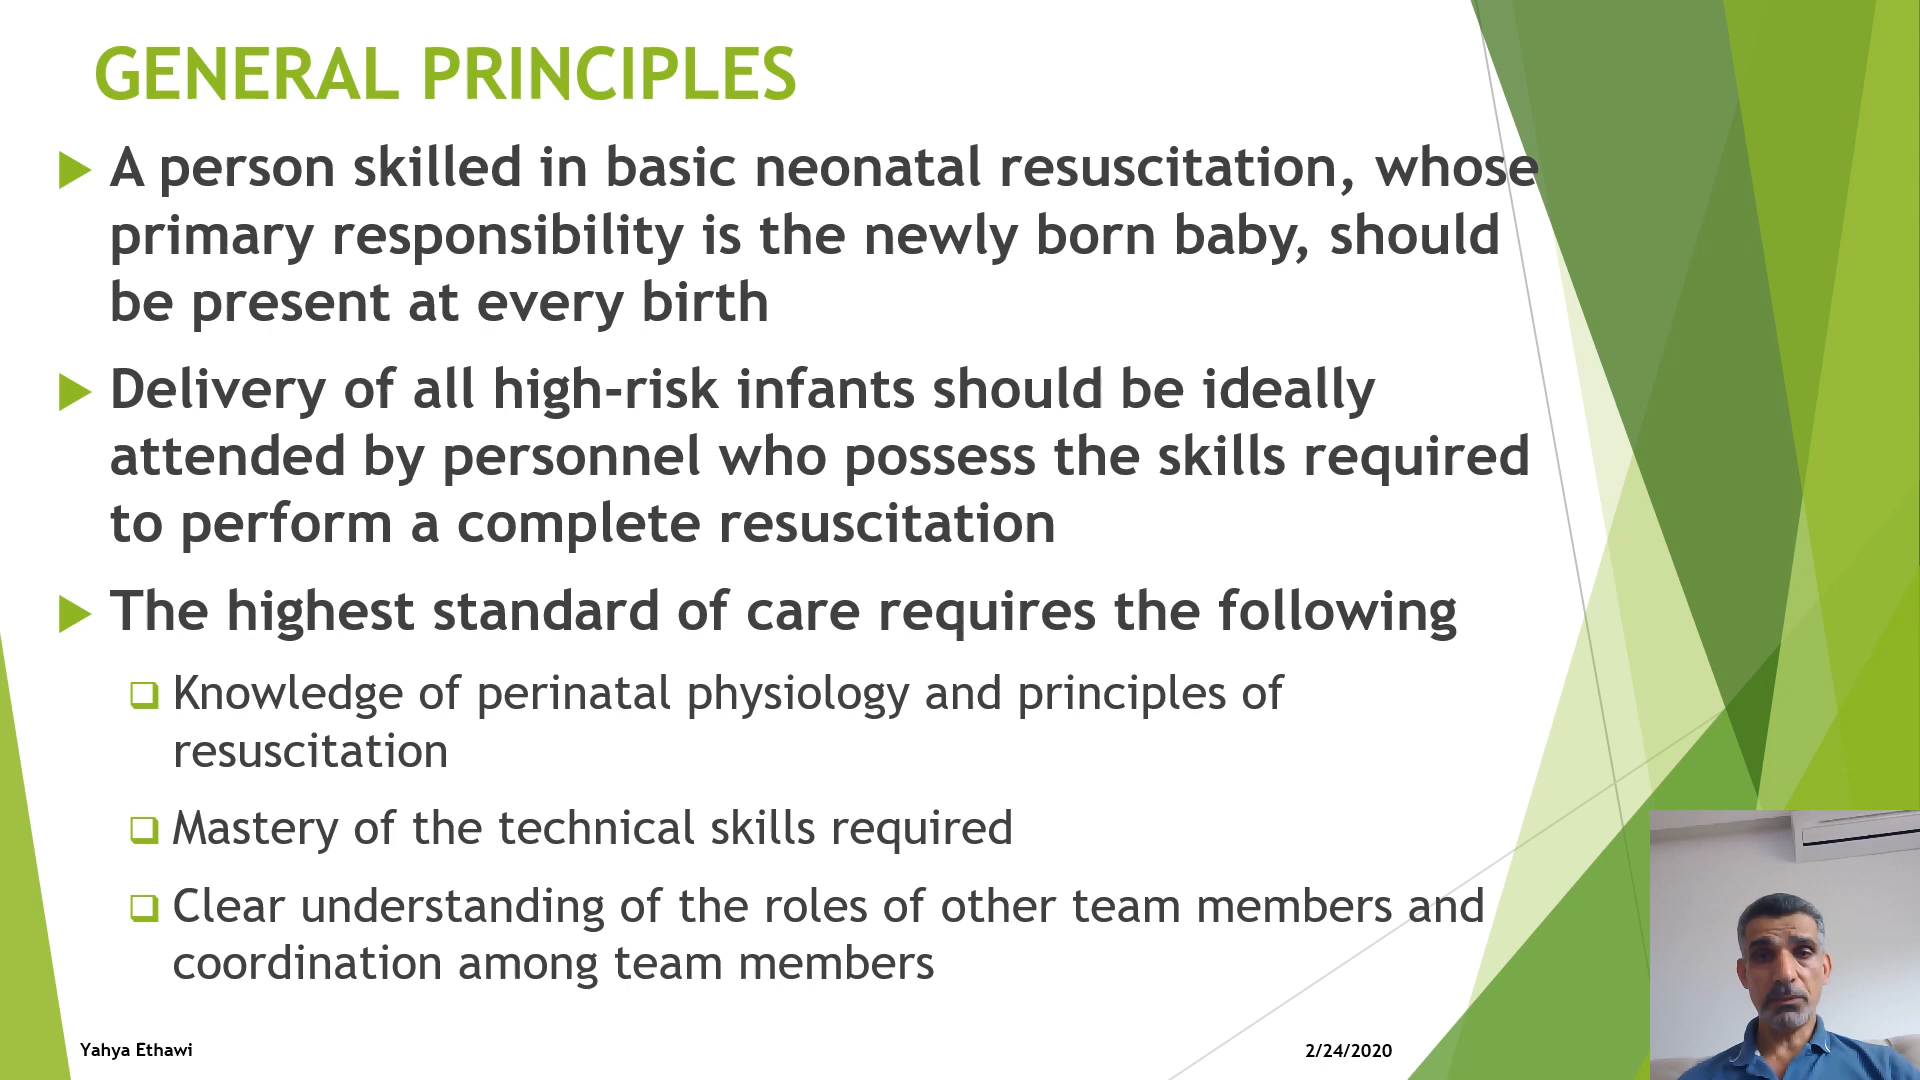 GENERAL PRINCIPLES
A person skilled in basic neonatal resuscitation, whose
primary responsibility is the newly born baby, should
be present at every birth
Delivery of all high-risk infants should be ideally
attended by personnel who possess the skills required
to perform a complete resuscitation
The highest standard of care requires the following
Knowledge of perinatal physiology and principles of
resuscitation
Mastery of the technical skills required
Clear understanding of the roles of other team members and
coordination among team members
Yahya Ethawi
2/24/2020